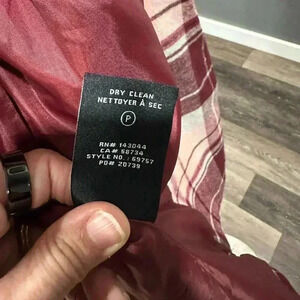 DRY CLEAN
NETTOYER À SEC
P
RN# 143044
CA# 58734
STYLE NO.: 69757
PO# 20739